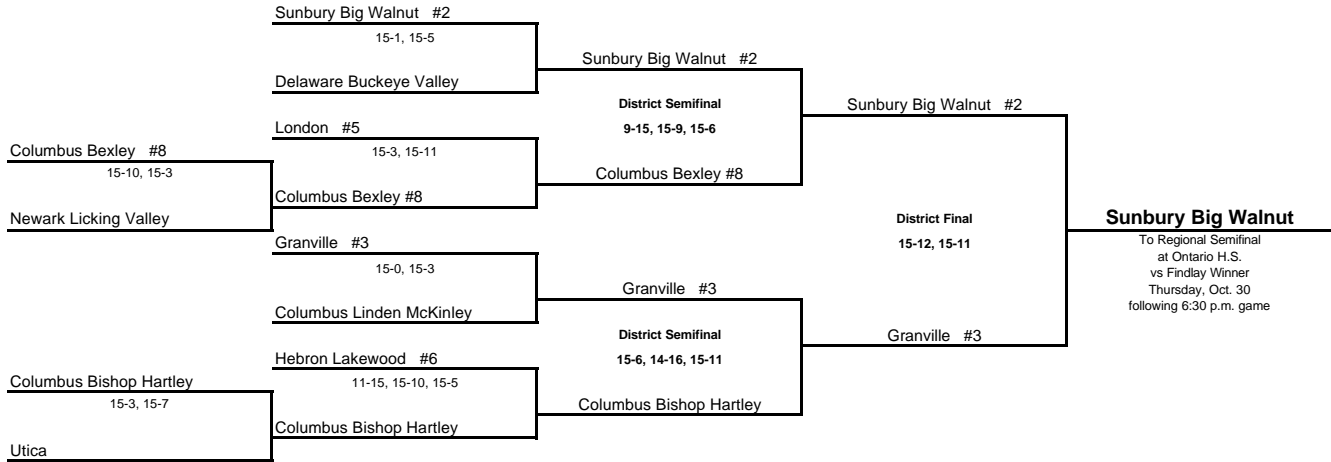 Sunbury Big Walnut #2
15-1, 15-5
Sunbury Big Walnut #2
Delaware Buckeye Valley
District Semifinal
Sunbury Big Walnut #2
9-15, 15-9, 15-6
London #5
Columbus Bexley #8
15-3, 15-11
15-10, 15-3
Columbus Bexley #8
Columbus Bexley #8
Newark Licking Valley
District Final
Sunbury Big Walnut
15-12, 15-11
To Regional Semifinal
at Ontario H.S.
vs Findlay Winner
Thursday, Oct. 30
following 6:30 p.m. game
Granville #3
15-0, 15-3
Granville #3
Columbus Linden McKinley
District Semifinal
Granville #3
15-6, 14-16, 15-11
Hebron Lakewood #6
Columbus Bishop Hartley
11-15, 15-10, 15-5
15-3, 15-7
Columbus Bishop Hartley
Columbus Bishop Hartley
Utica